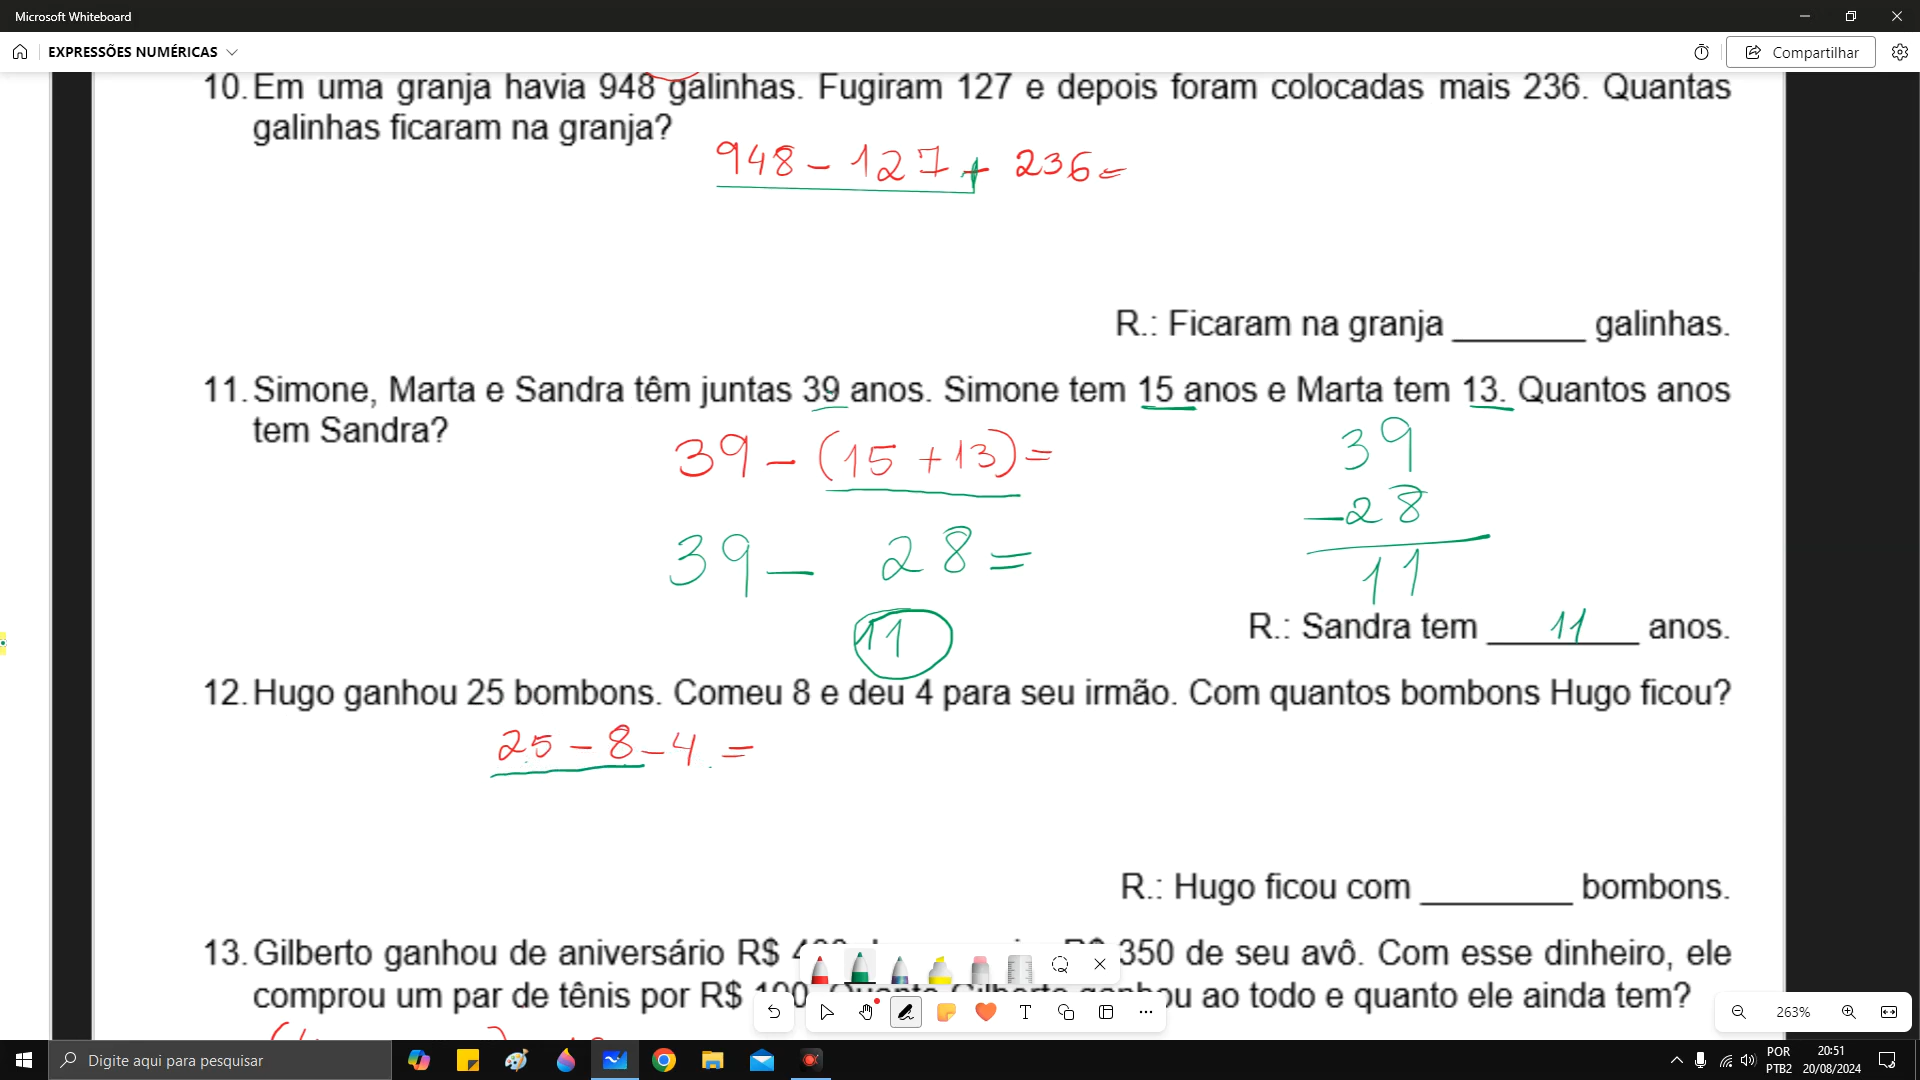 Microsoft Whiteboard
EXPRESSÕES NUMÉRICAS
Compartilhar
10. Em uma granja havia 948 galinhas. Fugiram 127 e depois foram colocadas mais 236. Quantas
galinhas ficaram na granja?
948 - 127 + 236 =
R.: Ficaram na granja _______ galinhas.
11. Simone, Marta e Sandra têm juntas 39 anos. Simone tem 15 anos e Marta tem 13. Quantos anos
tem Sandra?
39 - (15 + 13) =
39 - 28 =
11
39
-28
11
R.: Sandra tem 11 anos.
12. Hugo ganhou 25 bombons. Comeu 8 e deu 4 para seu irmão. Com quantos bombons Hugo ficou?
25 - 8 - 4 =
R.: Hugo ficou com ________ bombons.
13. Gilberto ganhou de aniversário R$ 350 de seu avô. Com esse dinheiro, ele
comprou um par de tênis por R$ ao todo e quanto ele ainda tem?
263%
Digite aqui para pesquisar
POR
PTB2
20:51
20/08/2024